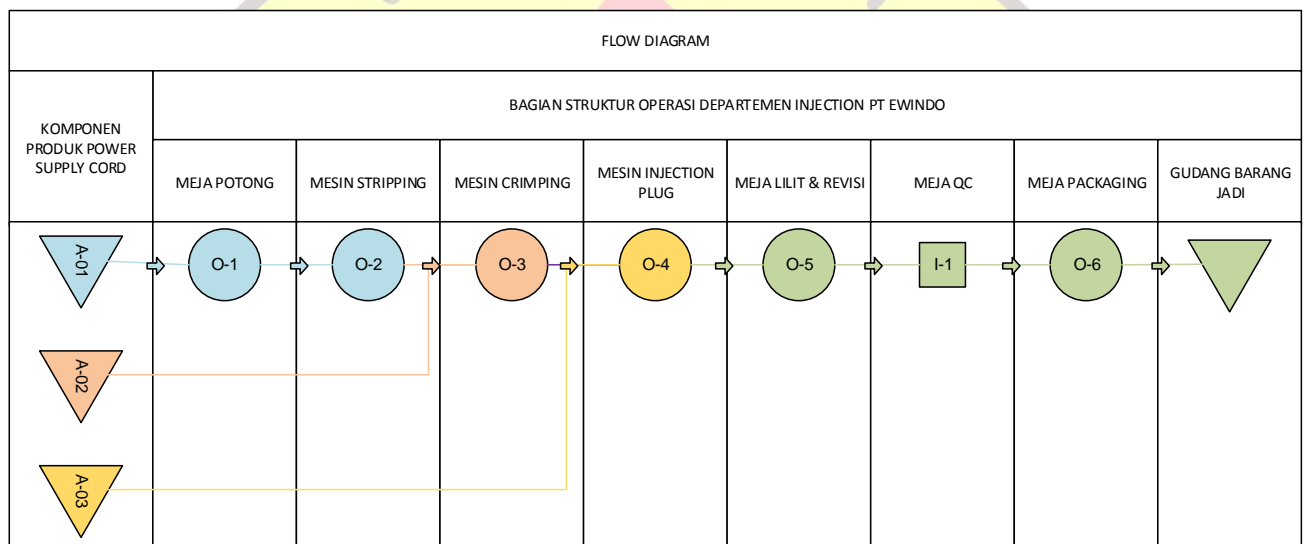 FLOW DIAGRAM
KOMPONEN
PRODUK POWER
SUPPLY CORD
BAGIAN STRUKTUR OPERASI DEPARTEMEN INJECTION PT EWINDO
MEJA POTONG
MESIN STRIPPING
MESIN CRIMPING
MESIN INJECTION
PLUG
MEJA LILIT & REVISI
MEJA QC
MEJA PACKAGING
GUDANG BARANG
JADI
A-01
O-1
O-2
O-3
O-4
O-5
I-1
O-6
A-02
A-03